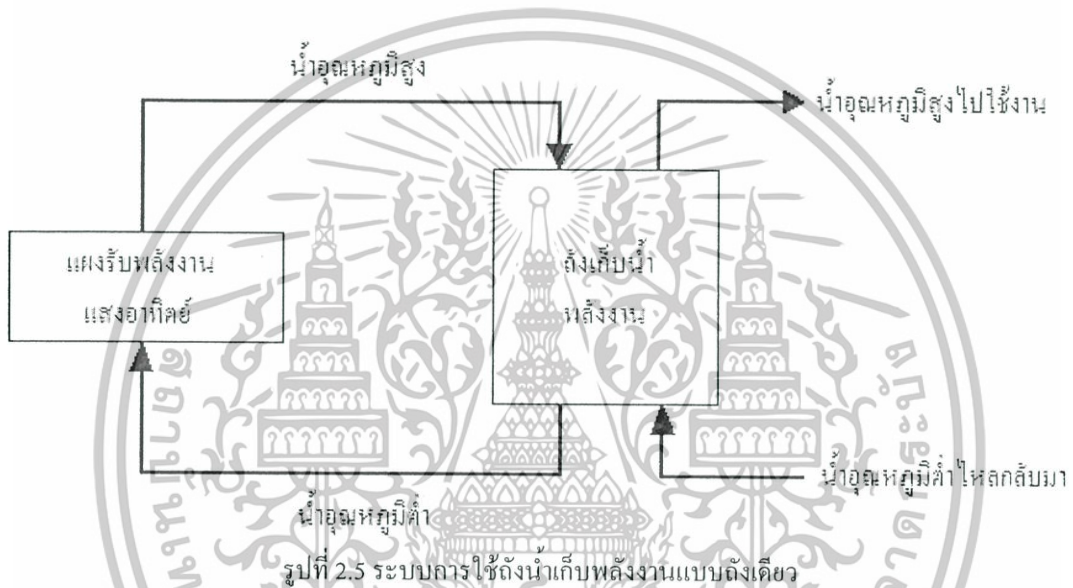 น้ำอุณหภูมิสูง
น้ำอุณหภูมิสูงไปใช้งาน
แผงรับพลังงาน
แสงอาทิตย์
ถังเก็บน้ำ
พลังงาน
น้ำอุณหภูมิต่ำไหลกลับมา
น้ำอุณหภูมิต่ำ
รูปที่ 2.5 ระบบการใช้ถังน้ำเก็บพลังงานแบบถังเดียว